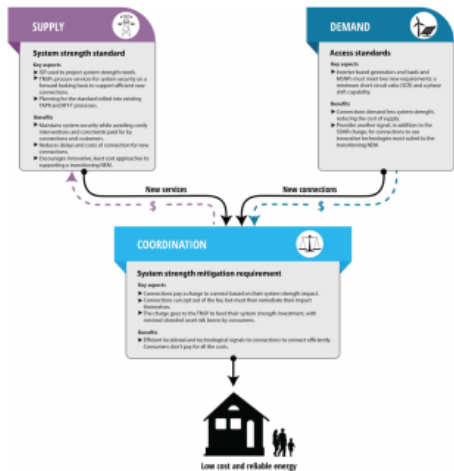 SUPPLY
System strength standard
Key aspects
► ISP used to project system strength needs.
► TNSPs procure services for system security on a
forward looking basis to support efficient new
connections.
► Planning for the standard rolled into existing
TAPR and RIT-T processes.
Benefits
► Maintains system security while avoiding costly
interventions and constraints paid for by
connections and customers.
► Reduces delays and costs of connection for new
connections.
► Encourages innovative, least cost approaches to
supporting a transitioning NEM.
DEMAND
Access standards
Key aspects
► Inverter based generators and loads and
MNSPs must meet two new requirements: a
minimum short circuit ratio (SCR) and a phase
shift capability.
Benefits
► Connections demand less system strength,
reducing the cost of supply.
► Provides another signal, in addition to the
charge, for connections to use
innovative technologies most suited to the
transitioning NEM.
New services
$
New connections
$
COORDINATION
System strength mitigation requirement
Key aspects
► Connections pay a charge to connect based on their system strength impact.
► Connections can opt out of the fee, but must then remediate their impact
themselves.
► The charge goes to the TNSP to fund their system strength investment, with
minimal stranded asset risk borne by consumers.
Benefits
► Efficient locational and technological signals to connections to connect efficiently.
Consumers don't pay for all the costs.
Low cost and reliable energy